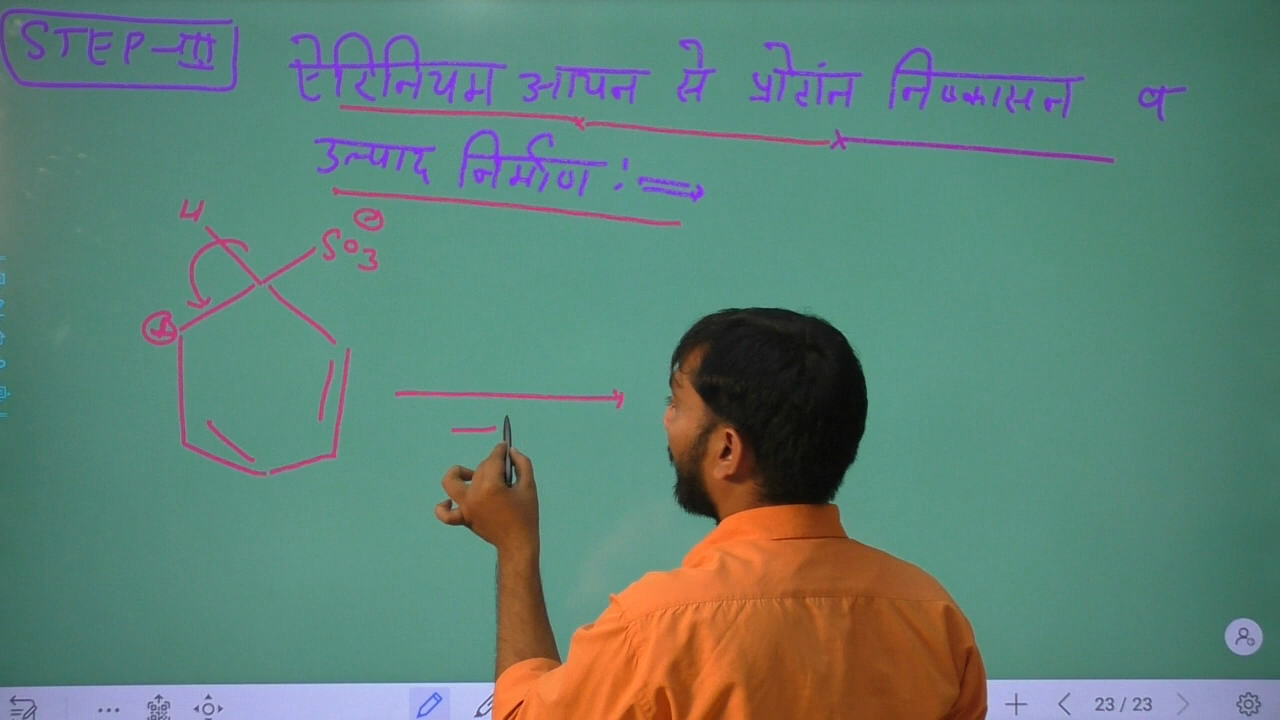 STEP-III
ऐरिनियम आयन से प्रोटॉन निष्कासन व
उत्पाद निर्माण :⇒
H
SO₃⊖
⊕
—
23 / 23